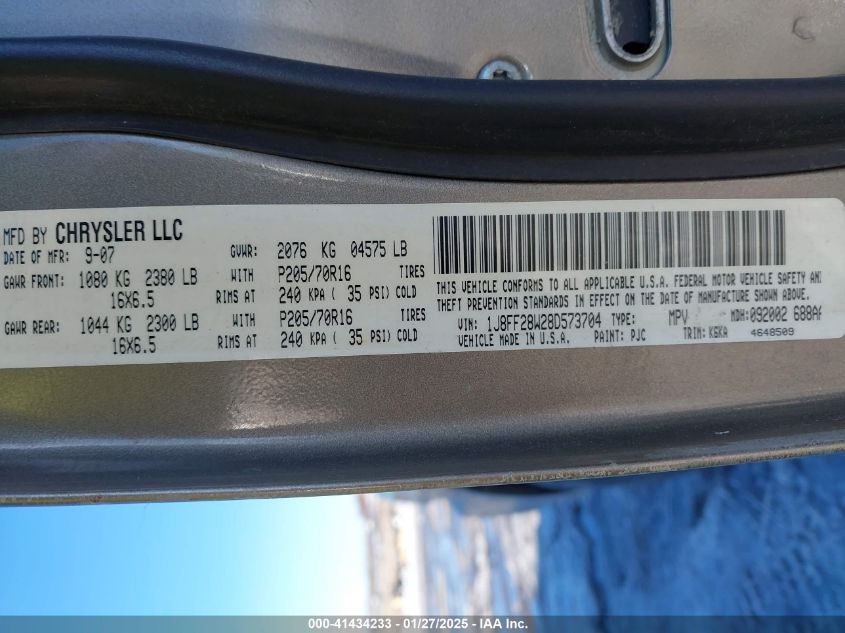 MFD BY CHRYSLER LLC
DATE OF MFR: 9-07 GVWR: 2076 KG 04575 LB
GAWR FRONT: 1080 KG 2380 LB WITH P205/70R16 TIRES
16X6.5 RIMS AT 240 KPA ( 35 PSI) COLD
GAWR REAR: 1044 KG 2300 LB WITH P205/70R16 TIRES
16X6.5 RIMS AT 240 KPA ( 35 PSI) COLD
THIS VEHICLE CONFORMS TO ALL APPLICABLE U.S.A. FEDERAL MOTOR VEHICLE SAFETY AND
THEFT PREVENTION STANDARDS IN EFFECT ON THE DATE OF MANUFACTURE SHOWN ABOVE.
VIN: 1J8FF28W28D573704 TYPE: MPV MDH:092002 688AA
VEHICLE MADE IN U.S.A. PAINT: PJC TRIM: K6KA 4648509
000-41434233 - 01/27/2025 - IAA Inc.